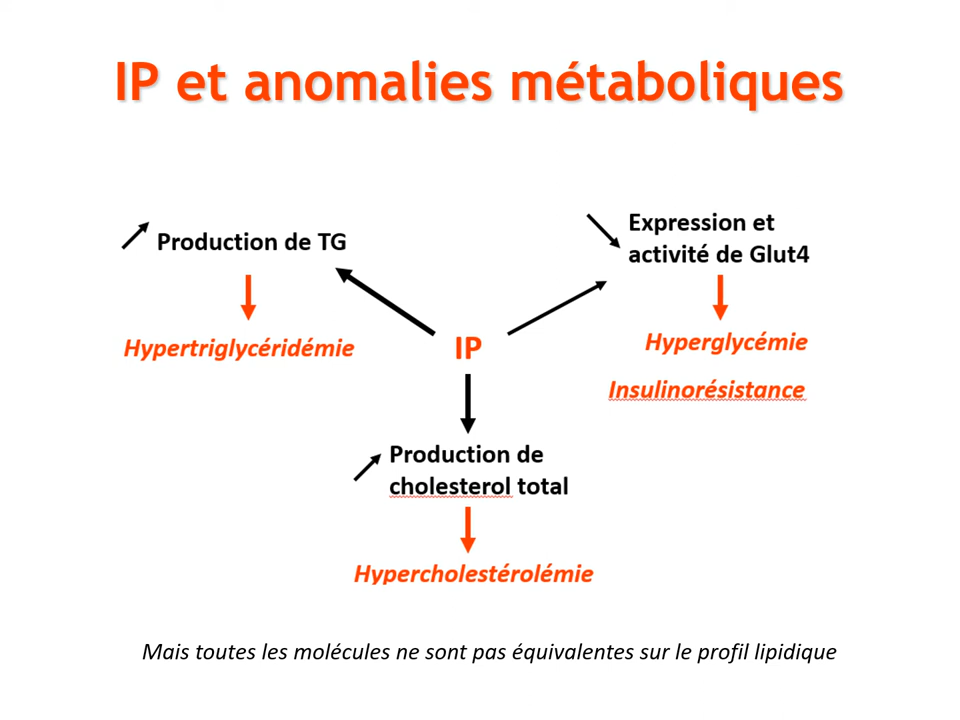 IP et anomalies métaboliques
Production de TG
Hypertriglycéridémie
Expression et
activité de Glut4
Hyperglycémie
Insulinorésistance
IP
Production de
cholesterol total
Hypercholestérolémie
Mais toutes les molécules ne sont pas équivalentes sur le profil lipidique